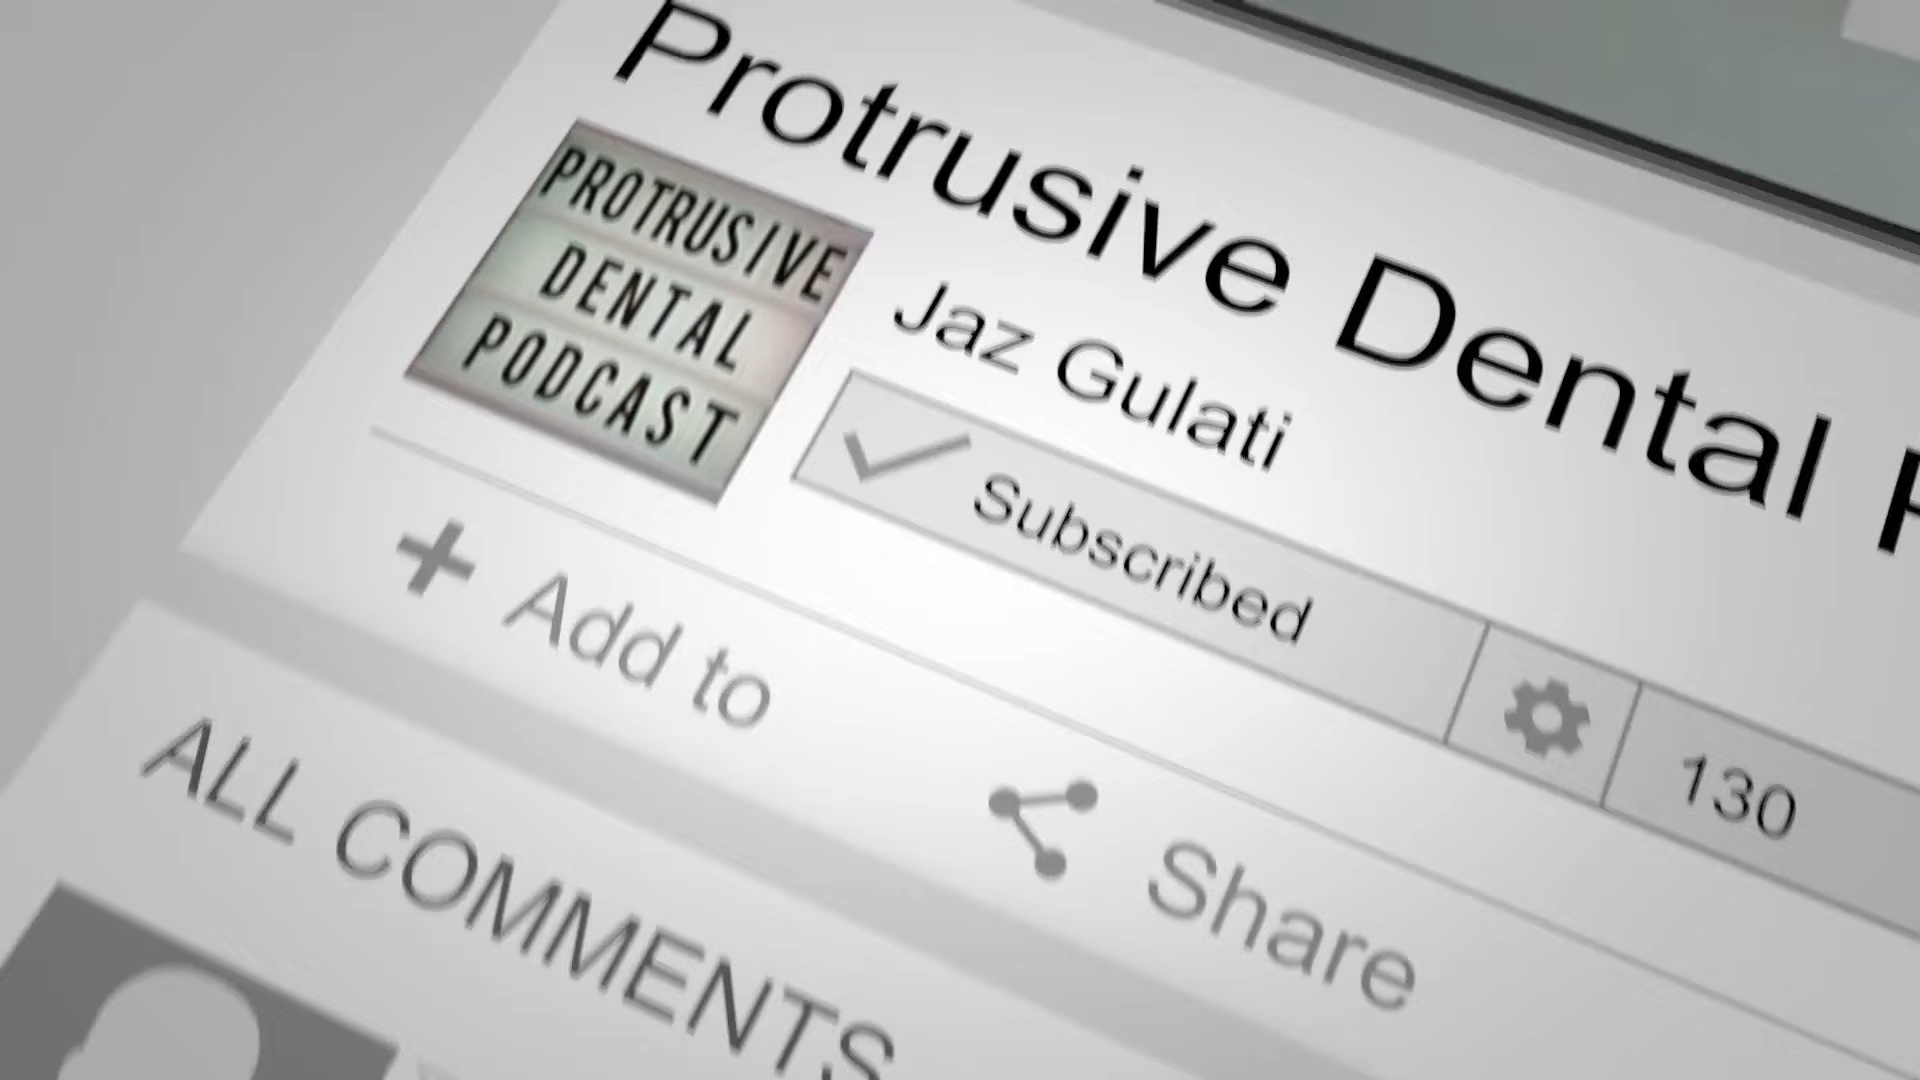 Protrusive Dental
PROTRUSIVE
DENTAL
PODCAST
Jaz Gulati
Subscribed
130
Add to
Share
ALL COMMENTS